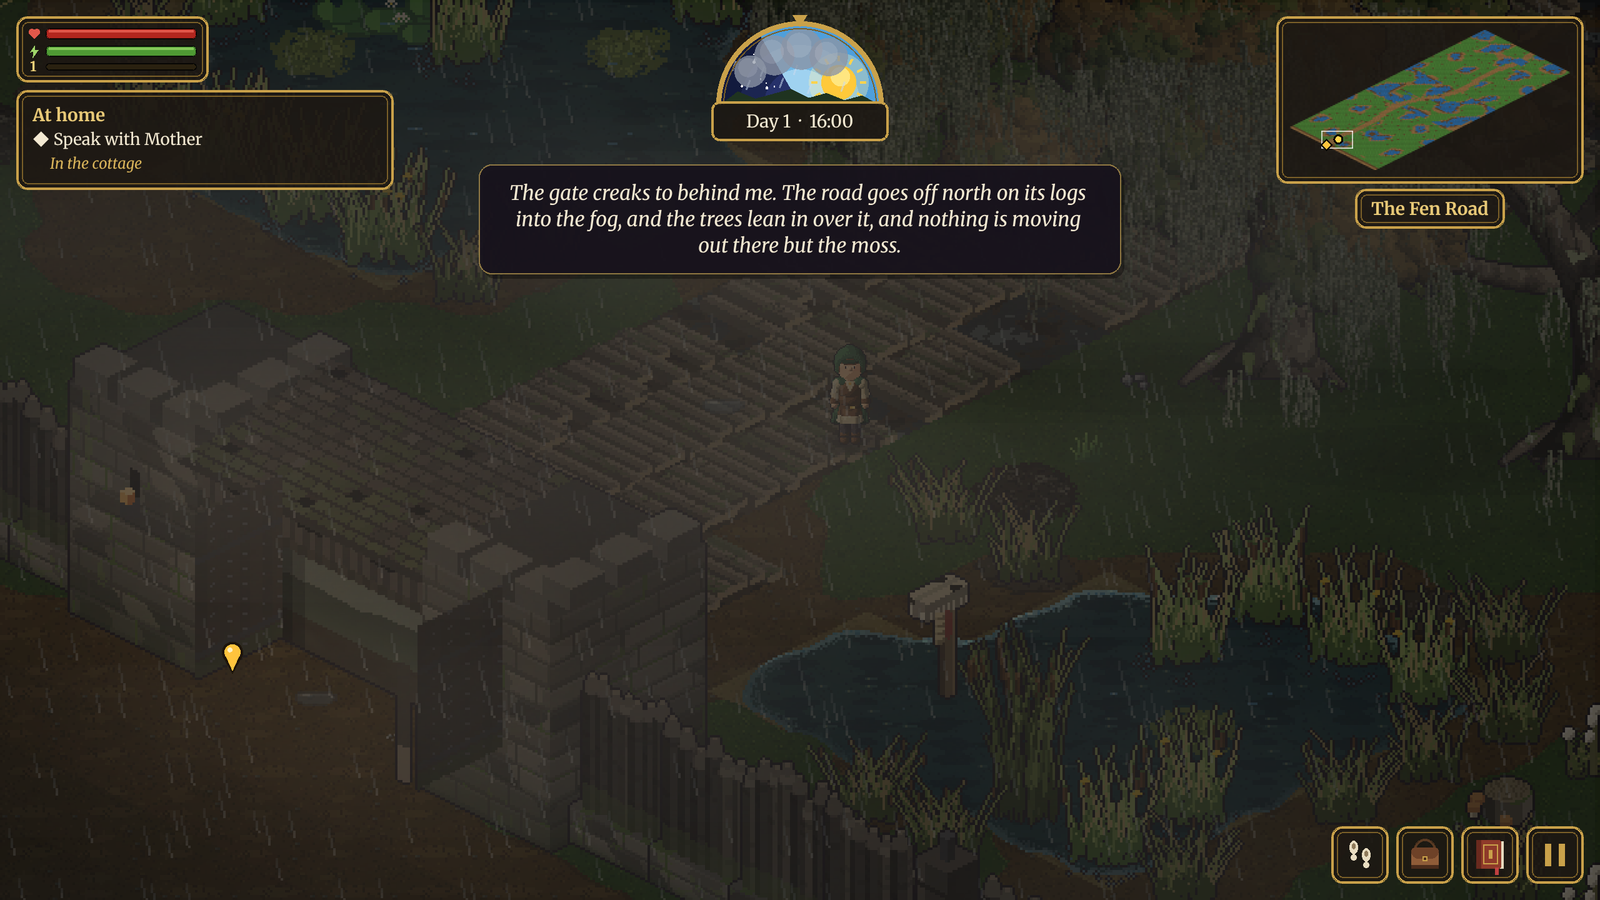 1
At home
Speak with Mother
In the cottage
Day 1 · 16:00
The gate creaks to behind me. The road goes off north on its logs
into the fog, and the trees lean in over it, and nothing is moving
out there but the moss.
The Fen Road